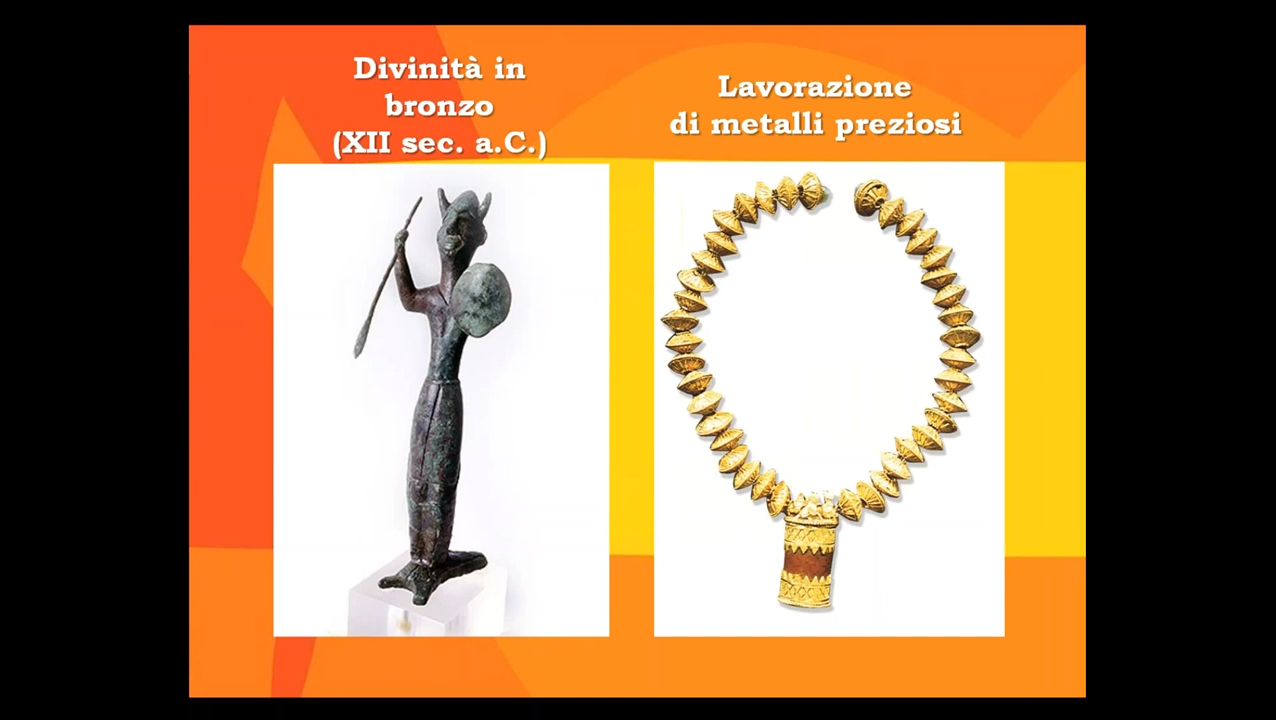 Divinità in
bronzo
(XII sec. a.C.)
Lavorazione
di metalli preziosi